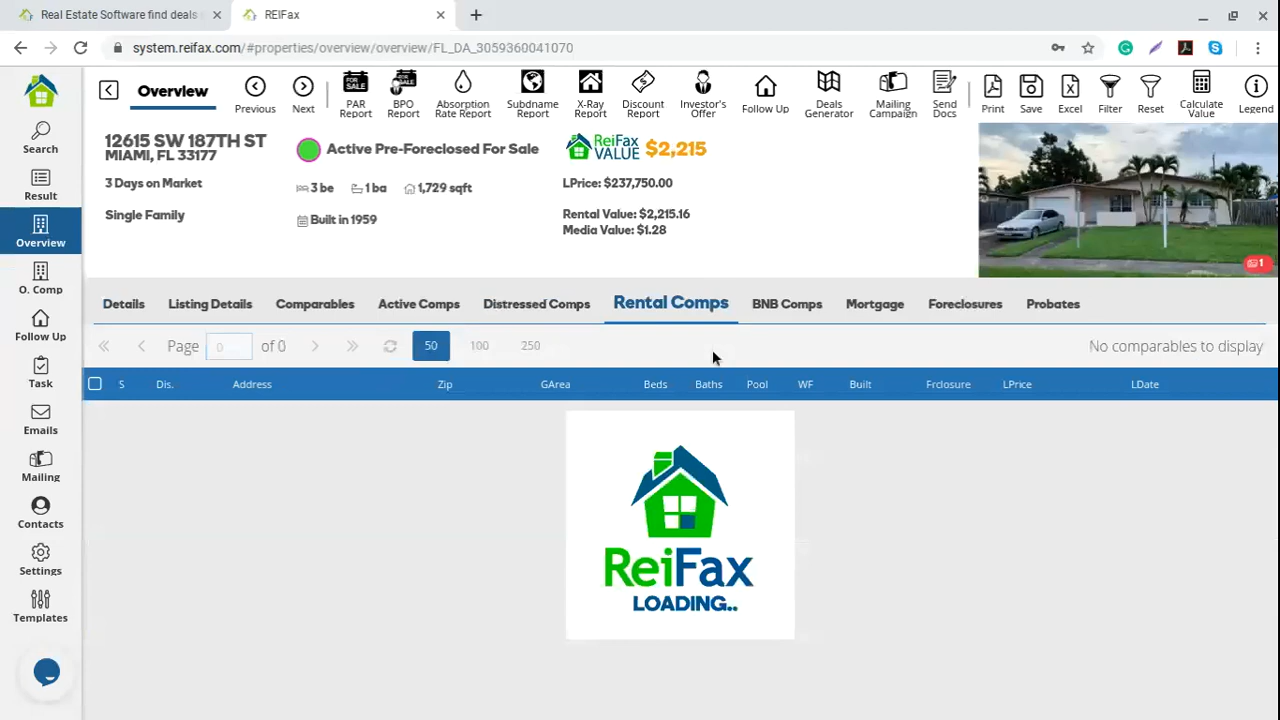 Real Estate Software find deals
REIFax
system.reifax.com/#properties/overview/overview/FL_DA_3059360041070
Overview
Previous
Next
PAR Report
BPO Report
Absorption Rate Report
Subdname Report
X-Ray Report
Discount Report
Investor's Offer
Follow Up
Deals Generator
Mailing Campaign
Send Docs
Print
Save
Excel
Filter
Reset
Calculate Value
Legend
Search
Result
Overview
O. Comp
Follow Up
Task
Emails
Mailing
Contacts
Settings
Templates
12615 SW 187TH ST
MIAMI, FL 33177
3 Days on Market
Single Family
Active Pre-Foreclosed For Sale
3 be 1 ba 1,729 sqft
Built in 1959
ReiFax VALUE $2,215
LPrice: $237,750.00
Rental Value: $2,215.16
Media Value: $1.28
1
Details Listing Details Comparables Active Comps Distressed Comps Rental Comps BNB Comps Mortgage Foreclosures Probates
Page 0 of 0 50 100 250 No comparables to display
S Dis. Address Zip GArea Beds Baths Pool WF Built Frclosure LPrice LDate
ReiFax
LOADING..